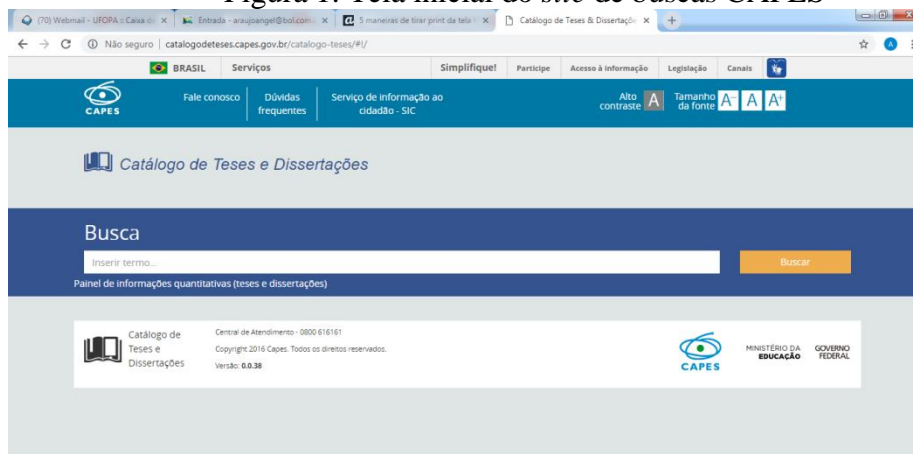 Figura 1: Tela inicial do site de buscas CAPES
(70) Webmail - UFOPA :: Caixa de
Entrada - araujoangel@bol.com
5 maneiras de tirar print da tela
Catálogo de Teses & Dissertaçõ
Não seguro | catalogodeteses.capes.gov.br/catalogo-teses/#!/
A
BRASIL Serviços Simplifique! Participe Acesso à informação Legislação Canais
CAPES
Fale conosco
Dúvidas frequentes
Serviço de informação ao cidadão - SIC
Alto contraste A
Tamanho da fonte A- A A+
Catálogo de Teses e Dissertações
Busca
Inserir termo... Buscar
Painel de informações quantitativas (teses e dissertações)
Catálogo de
Teses e
Dissertações
Central de Atendimento - 0800 616161
Copyright 2016 Capes. Todos os direitos reservados.
Versão: 0.0.38
CAPES
MINISTÉRIO DA
EDUCAÇÃO
GOVERNO
FEDERAL